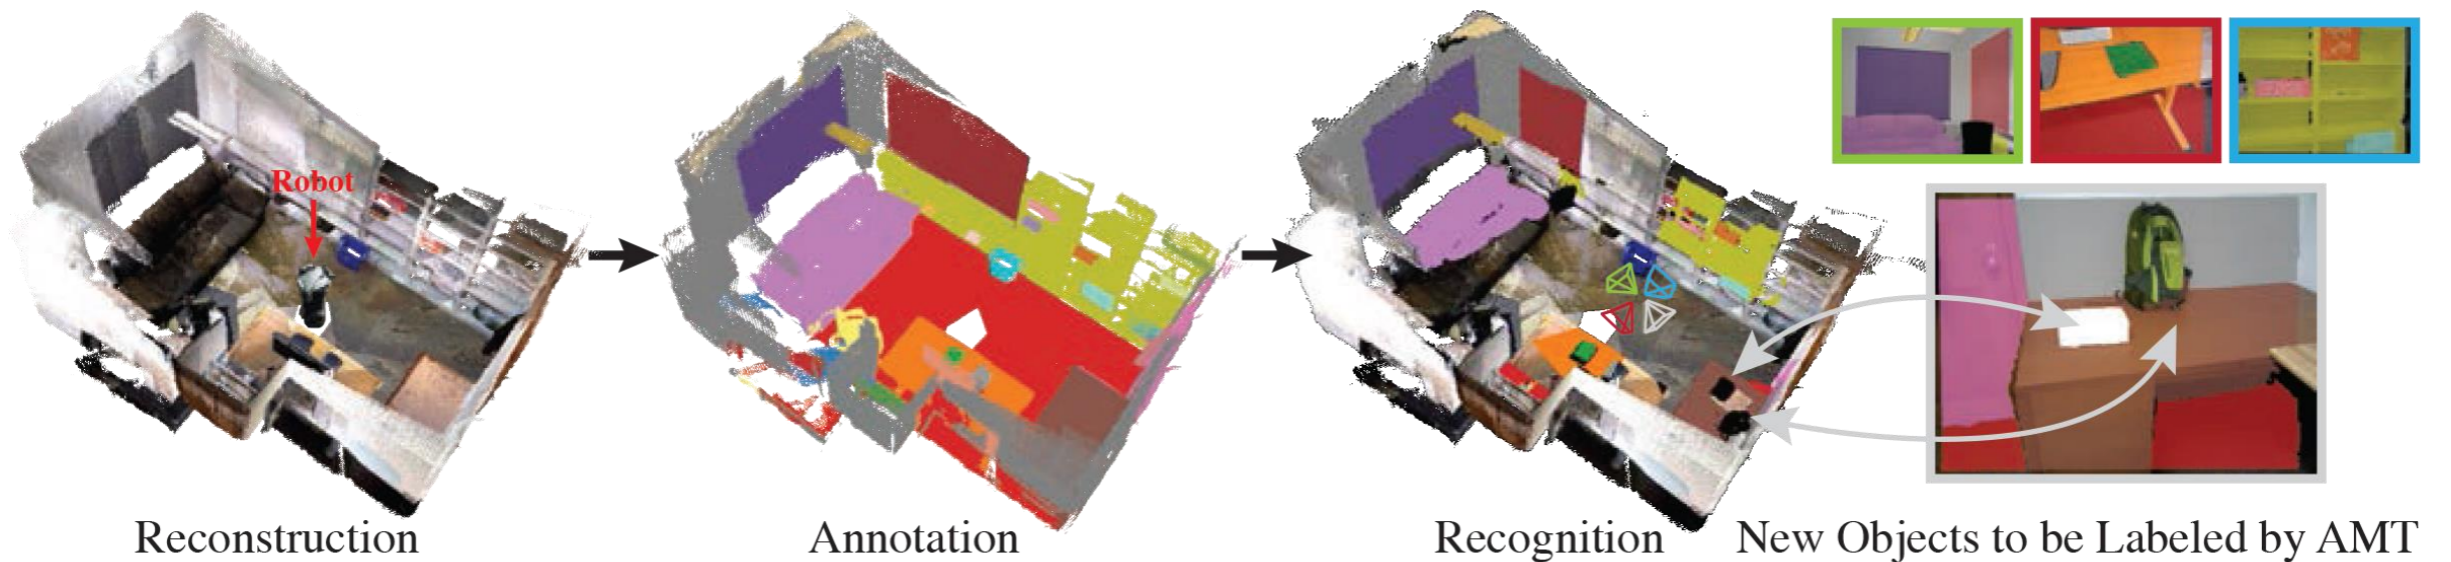 Robot
Reconstruction
Annotation
Recognition
New Objects to be Labeled by AMT